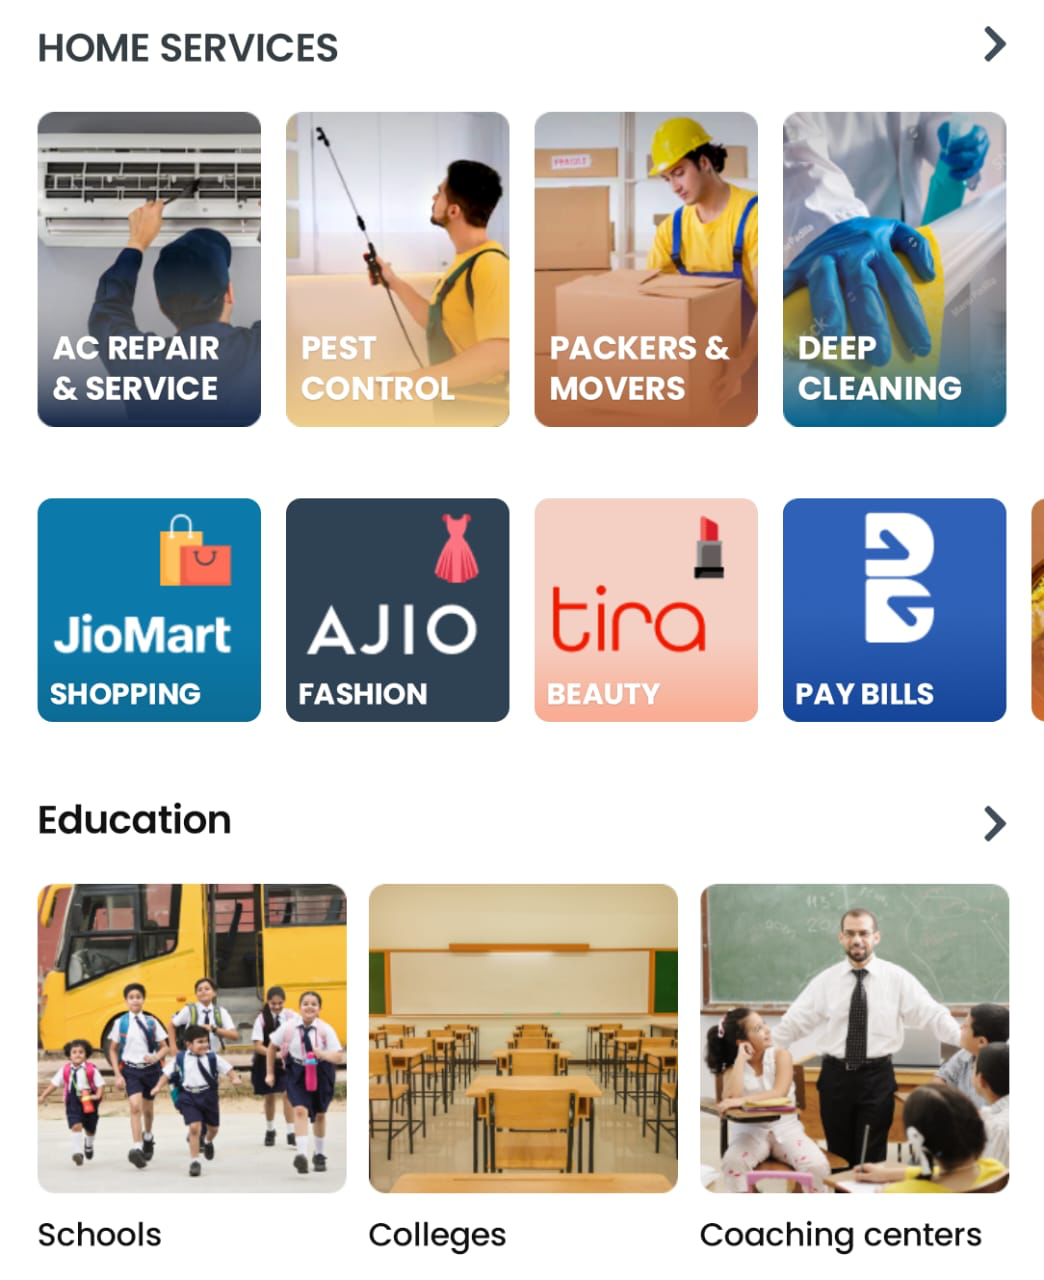 HOME SERVICES
AC REPAIR
& SERVICE
PEST
CONTROL
FRAGILE
PACKERS &
MOVERS
DEEP
CLEANING
JioMart
SHOPPING
AJIO
FASHION
tira
BEAUTY
PAY BILLS
Education
Schools
Colleges
Coaching centers